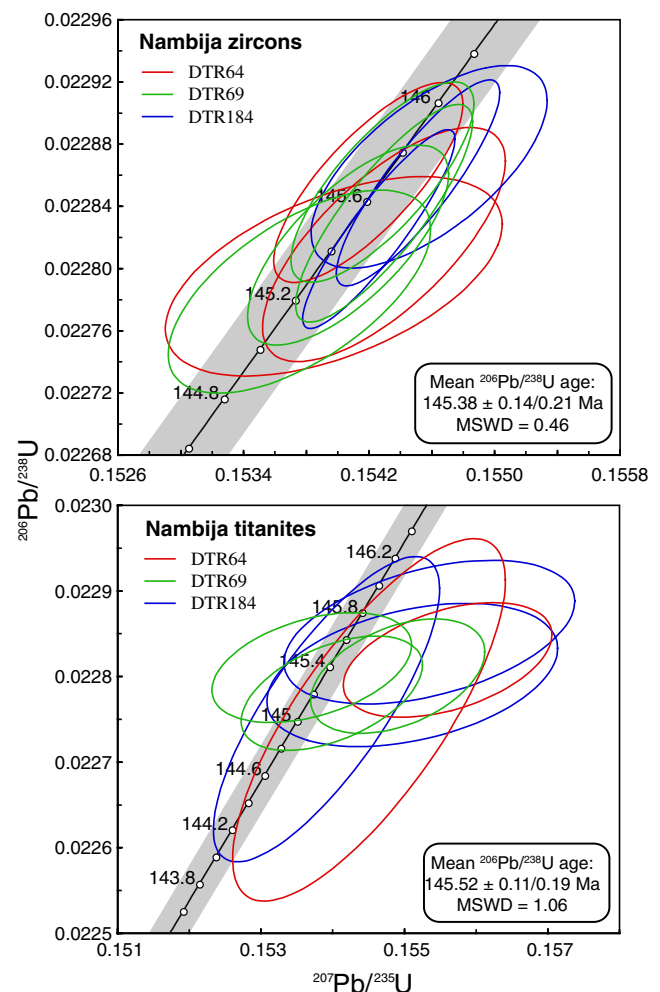 Nambija zircons
DTR64
DTR69
DTR184
0.02296
0.02292
0.02288
0.02284
0.02280
0.02276
0.02272
0.02268
146
145.6
145.2
144.8
Mean ²⁰⁶Pb/²³⁸U age:
145.38 ± 0.14/0.21 Ma
MSWD = 0.46
0.1526
0.1534
0.1542
0.1550
0.1558
²⁰⁶Pb/²³⁸U
Nambija titanites
DTR64
DTR69
DTR184
0.0230
0.0229
0.0228
0.0227
0.0226
0.0225
146.2
145.8
145.4
145
144.6
144.2
143.8
Mean ²⁰⁶Pb/²³⁸U age:
145.52 ± 0.11/0.19 Ma
MSWD = 1.06
0.151
0.153
0.155
0.157
²⁰⁷Pb/²³⁵U